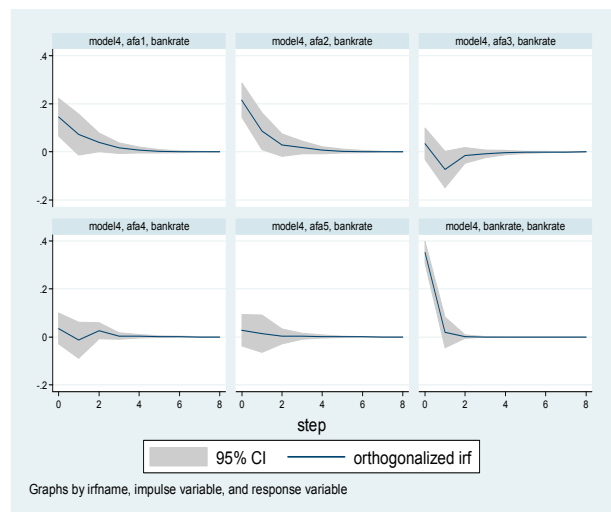 model4, afa1, bankrate
model4, afa2, bankrate
model4, afa3, bankrate
.4
.2
0
-.2
model4, afa4, bankrate
model4, afa5, bankrate
model4, bankrate, bankrate
.4
.2
0
-.2
0 2 4 6 8
0 2 4 6 8
0 2 4 6 8
step
95% CI
orthogonalized irf
Graphs by irfname, impulse variable, and response variable